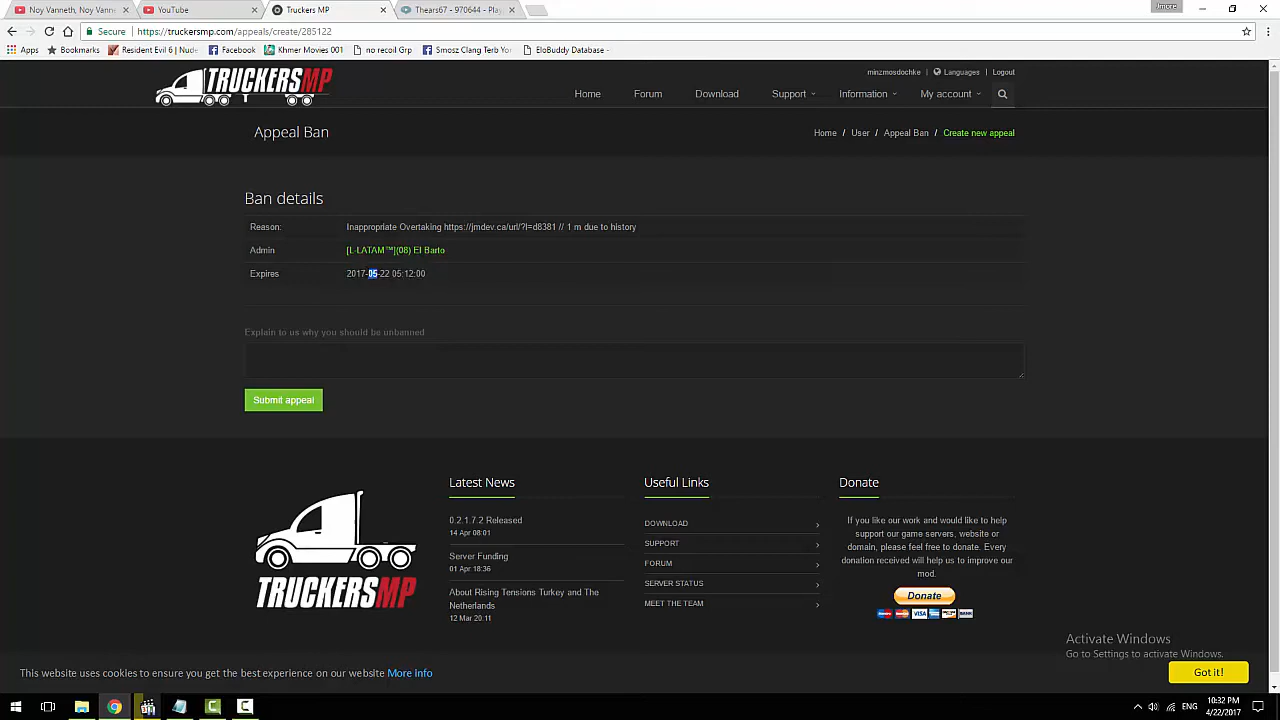 Noy Vanneth, Noy Vanne
YouTube
Truckers MP
Thears67 - 970644 - Pla
Jmore
Secure
https://truckersmp.com/appeals/create/285122
Apps
Bookmarks
Resident Evil 6 | Nude
Facebook
Khmer Movies 001
no recoil Grp
Smosz Clang Terb Yor
EloBuddy Database -
TRUCKERSMP
minzmosdochke | Languages | Logout
Home Forum Download Support Information My account
Appeal Ban
Home / User / Appeal Ban / Create new appeal
Ban details
Reason: Inappropriate Overtaking https://jmdev.ca/url/?l=d8381 // 1 m due to history
Admin [L-LATAM™](08) El Barto
Expires 2017-05-22 05:12:00
Explain to us why you should be unbanned
Submit appeal
TRUCKERSMP
Latest News
0.2.1.7.2 Released
14 Apr 08:01
Server Funding
01 Apr 18:36
About Rising Tensions Turkey and The
Netherlands
12 Mar 20:11
Useful Links
DOWNLOAD
SUPPORT
FORUM
SERVER STATUS
MEET THE TEAM
Donate
If you like our work and would like to help
support our game servers, website or
domain, please feel free to donate. Every
donation received will help us to improve our
mod.
Donate
VISA
BANK
Activate Windows
Go to Settings to activate Windows.
This website uses cookies to ensure you get the best experience on our website More info
Got it!
ENG
10:32 PM
4/22/2017